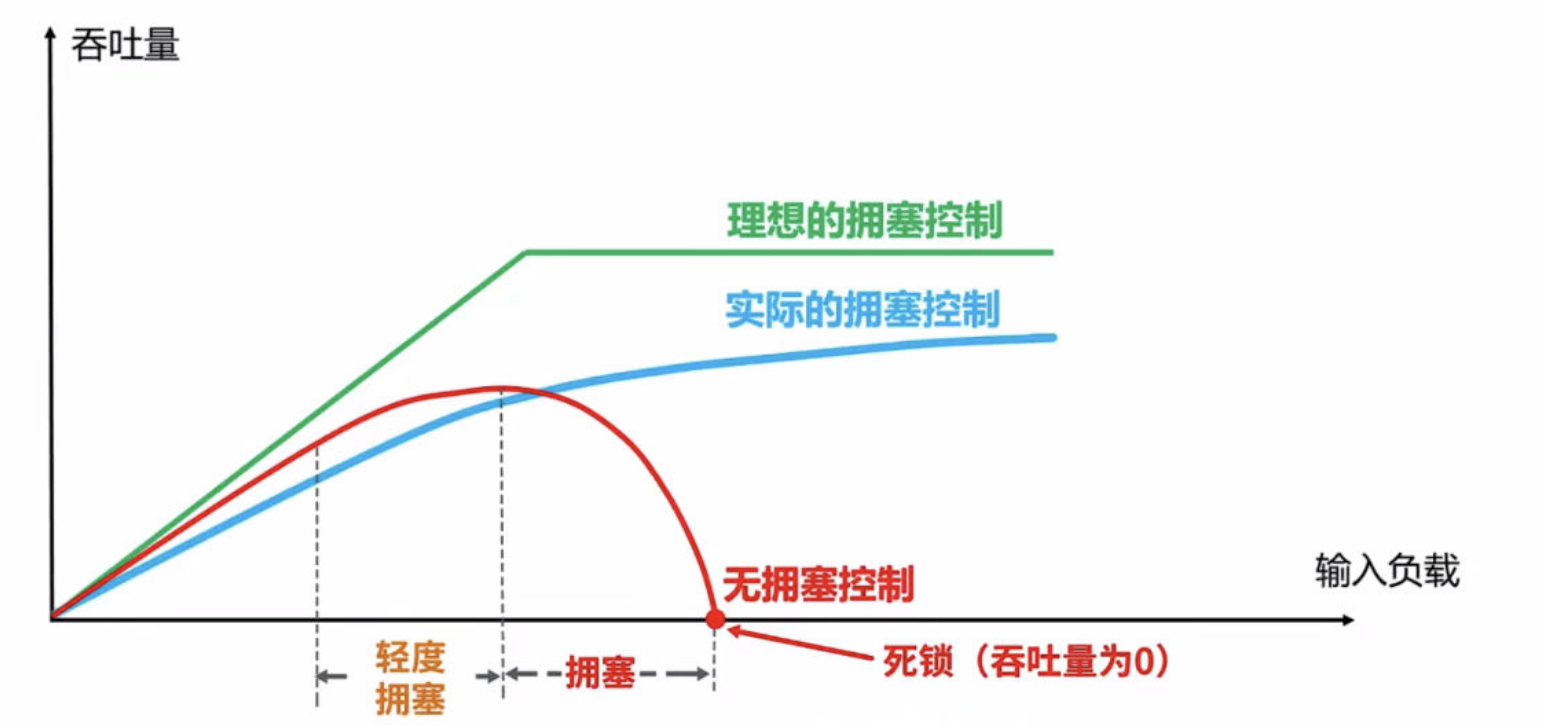 吞吐量
理想的拥塞控制
实际的拥塞控制
无拥塞控制
输入负载
轻度
拥塞
拥塞
死锁（吞吐量为0）